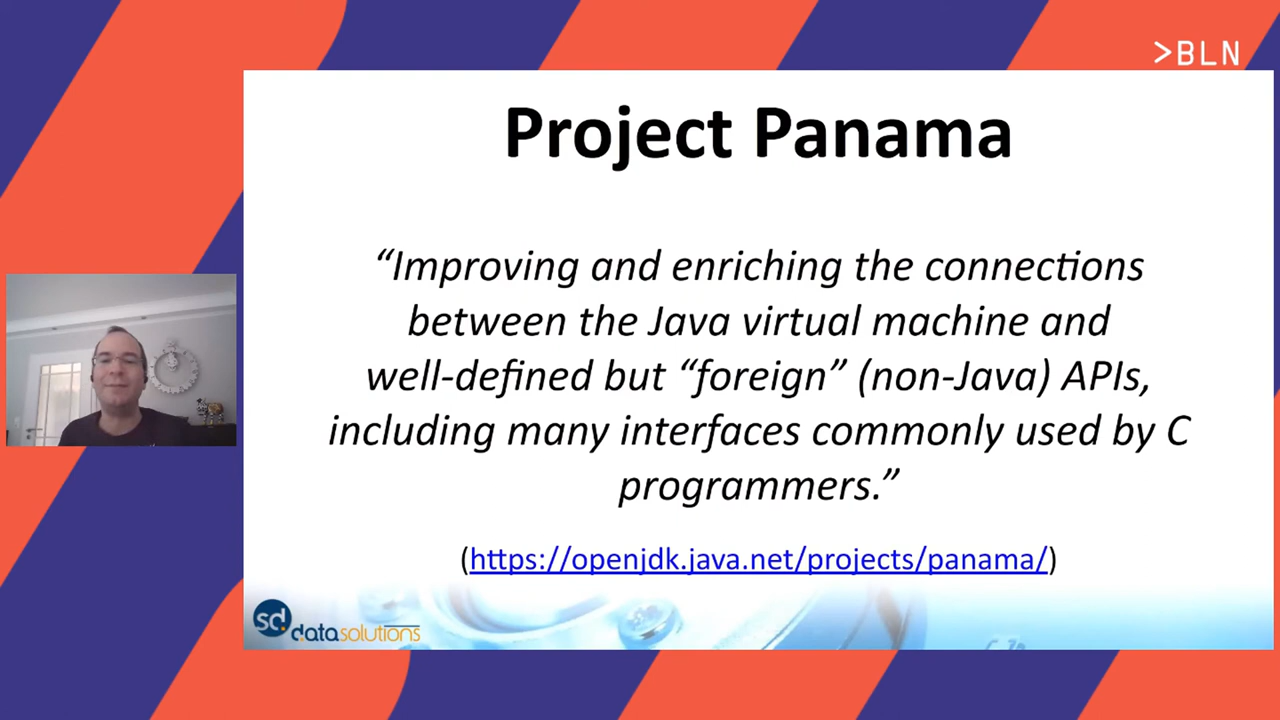 >BLN
Project Panama
“Improving and enriching the connections
between the Java virtual machine and
well-defined but “foreign” (non-Java) APIs,
including many interfaces commonly used by C
programmers.”
(https://openjdk.java.net/projects/panama/)
sd.
datasolutions